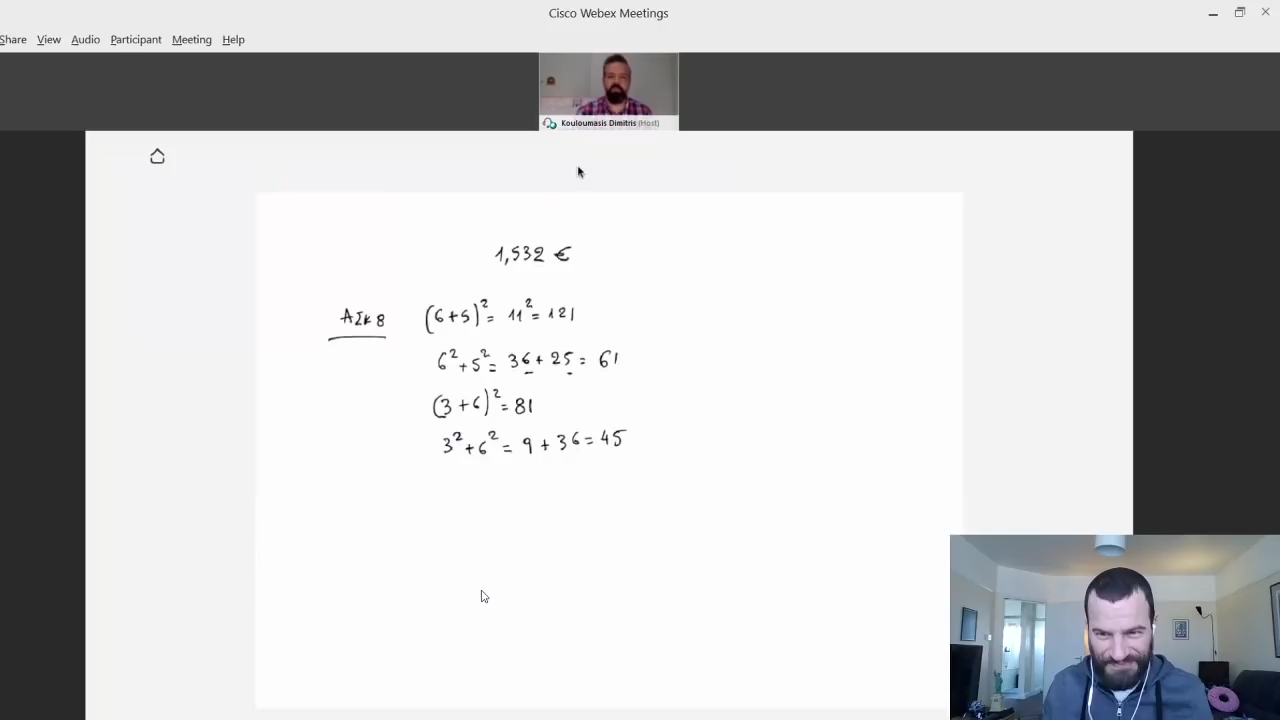 Cisco Webex Meetings
Share View Audio Participant Meeting Help
Kouloumasis Dimitris (Host)
1,532 €
ΑΣΚ 8
(6+5)² = 11² = 121
6²+5² = 36 + 25 = 61
(3+6)² = 81
3²+6² = 9 + 36 = 45